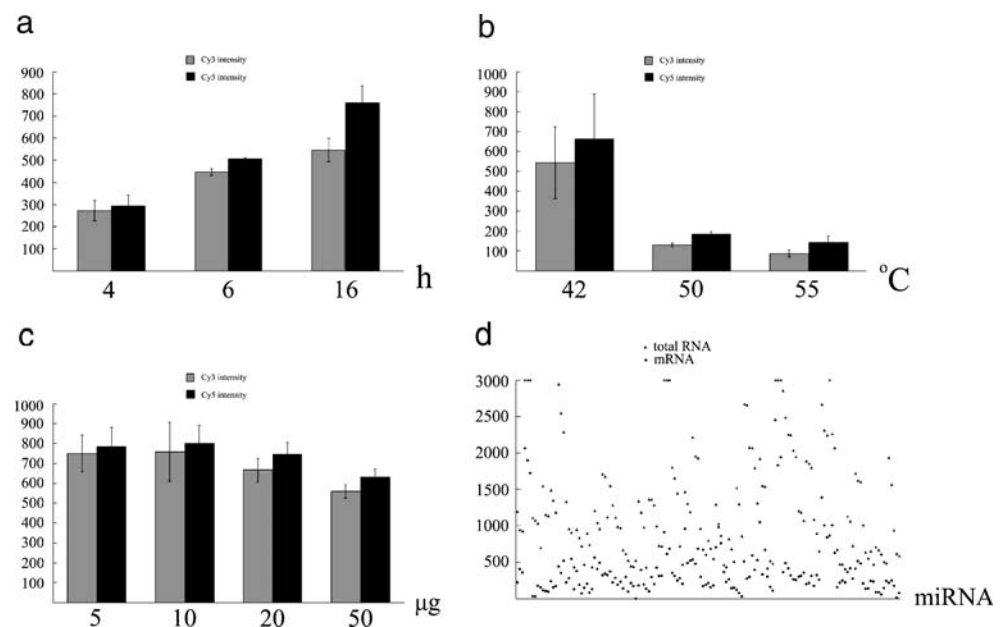 a
Cy3 intensity
Cy5 intensity
900
800
700
600
500
400
300
200
100
4 6 16 h
b
Cy3 intensity
Cy5 intensity
1000
900
800
700
600
500
400
300
200
100
42 50 55 °C
c
Cy3 intensity
Cy5 intensity
1000
900
800
700
600
500
400
300
200
100
5 10 20 50 µg
d
total RNA
mRNA
3000
2500
2000
1500
1000
500
miRNA